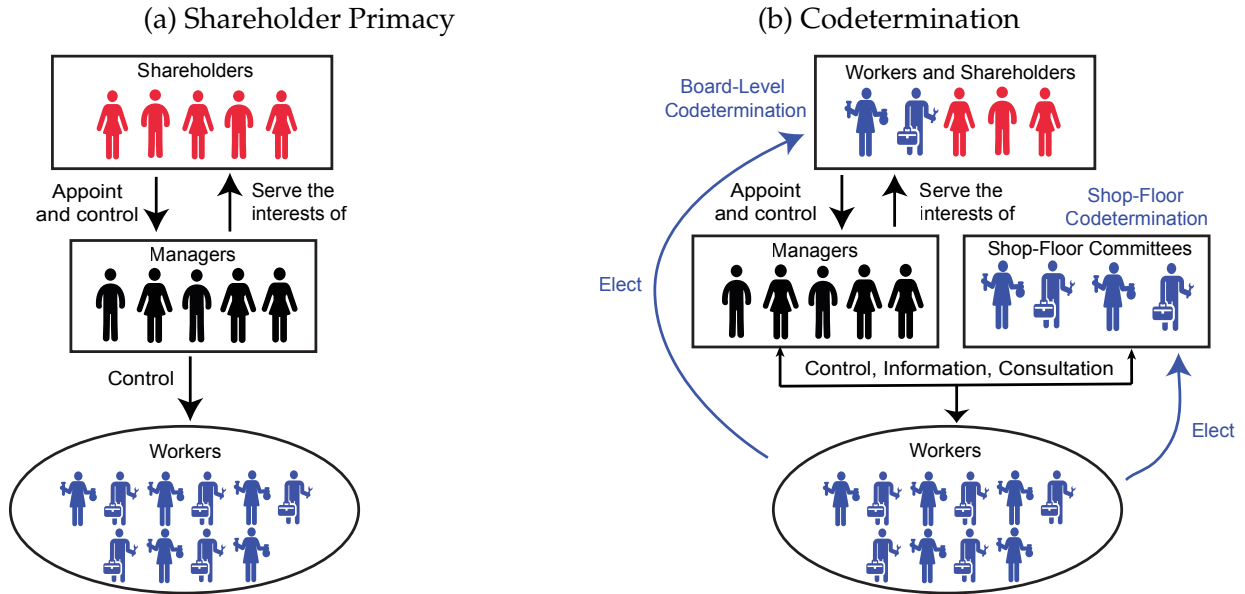 (a) Shareholder Primacy
Shareholders
Appoint
and control
Serve the
interests of
Managers
Control
Workers
(b) Codetermination
Board-Level
Codetermination
Workers and Shareholders
Appoint
and control
Serve the
interests of
Shop-Floor
Codetermination
Managers
Shop-Floor Committees
Elect
Control, Information, Consultation
Elect
Workers